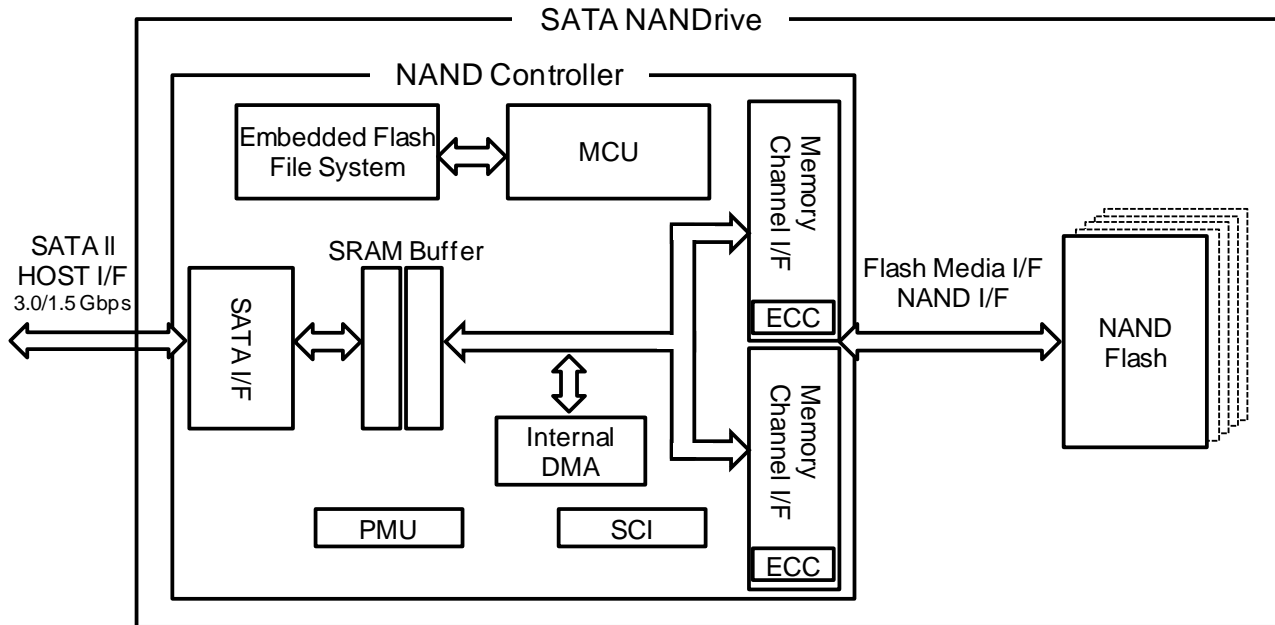 SATA NANDrive
NAND Controller
Embedded Flash
File System
MCU
Memory
Channel I/F
ECC
SATA II
HOST I/F
3.0/1.5 Gbps
SATA I/F
SRAM Buffer
Internal
DMA
PMU
SCI
Memory
Channel I/F
ECC
Flash Media I/F
NAND I/F
NAND
Flash